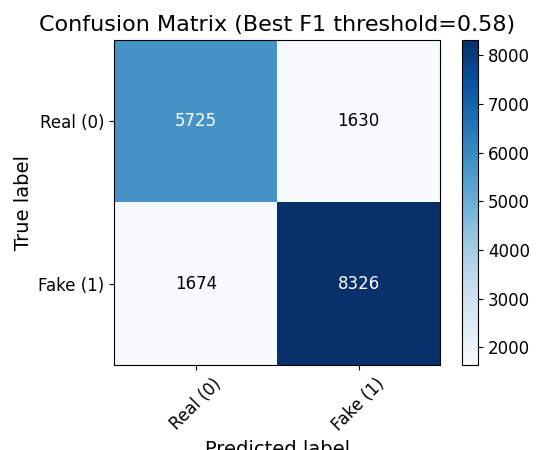 Confusion Matrix (Best F1 threshold=0.58)
True label
Real (0)
5725
1630
Fake (1)
1674
8326
Real (0)
Fake (1)
Predicted label
8000
7000
6000
5000
4000
3000
2000